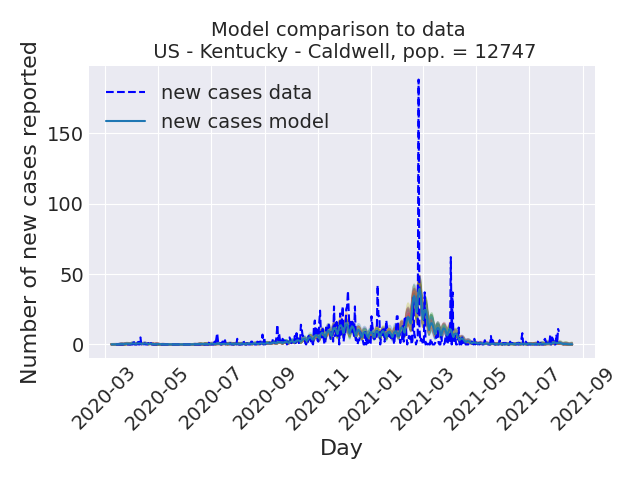 Model comparison to data
US - Kentucky - Caldwell, pop. = 12747
Number of new cases reported
new cases data
new cases model
150
100
50
0
2020-03
2020-05
2020-07
2020-09
2020-11
2021-01
2021-03
2021-05
2021-07
2021-09
Day